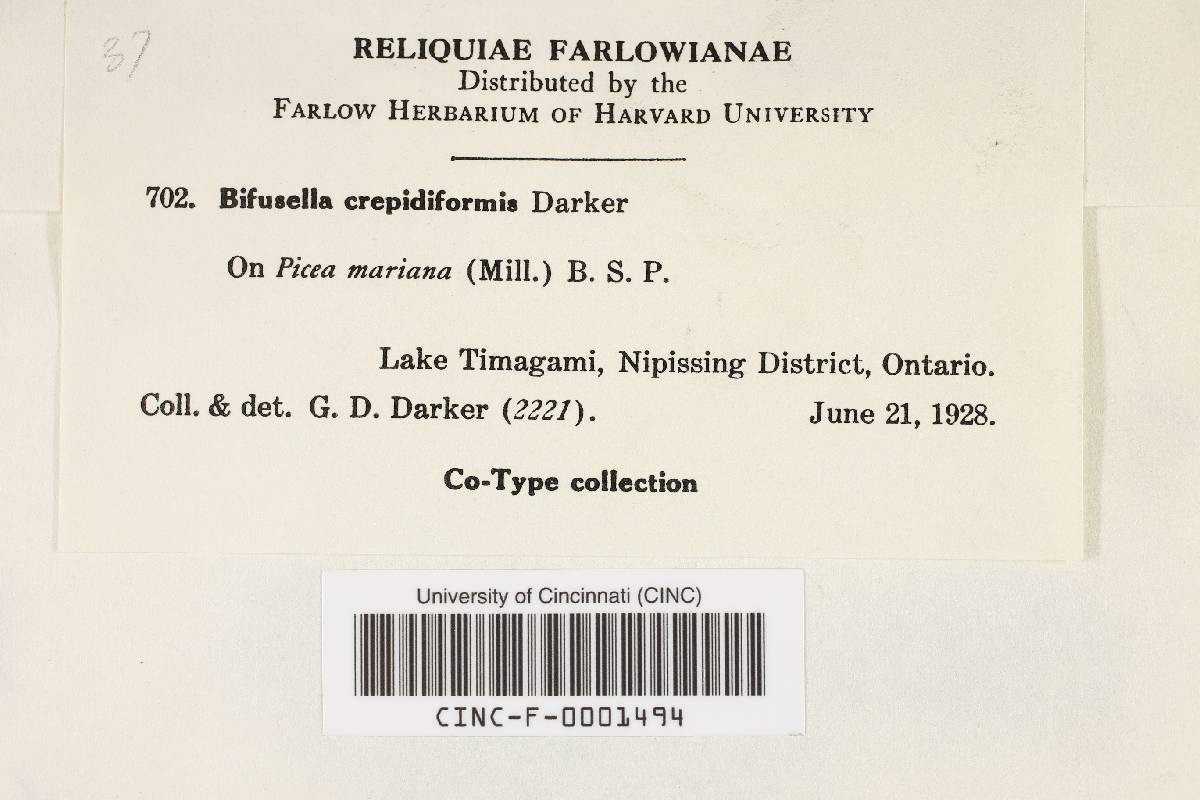 37
RELIQUIAE FARLOWIANAE
Distributed by the
FARLOW HERBARIUM OF HARVARD UNIVERSITY
702. Bifusella crepidiformis Darker
On Picea mariana (Mill.) B. S. P.
Lake Timagami, Nipissing District, Ontario.
Coll. & det. G. D. Darker (2221). June 21, 1928.
Co-Type collection
University of Cincinnati (CINC)
CINC-F-0001494